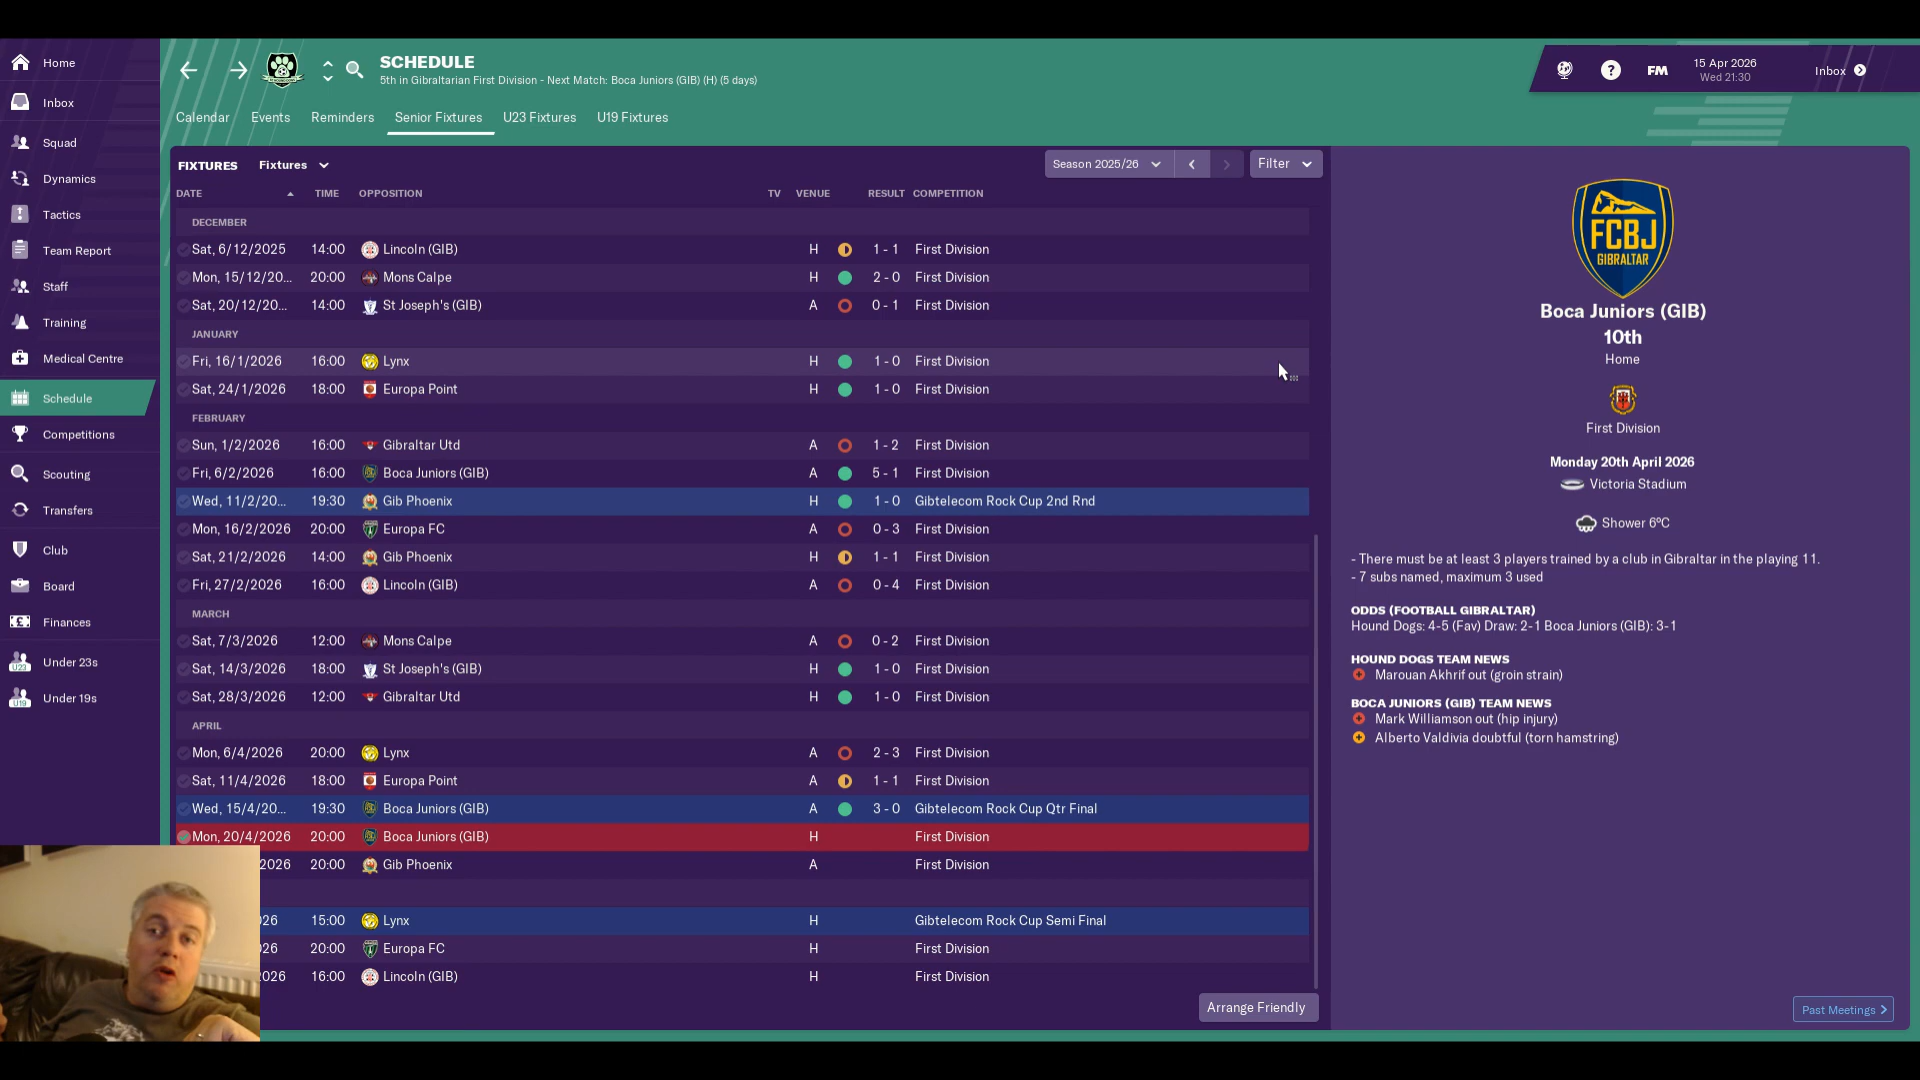 Home
Inbox
Squad
Dynamics
Tactics
Team Report
Staff
Training
Medical Centre
Schedule
Competitions
Scouting
Transfers
Club
Board
Finances
U23 Under 23s
U19 Under 19s
SCHEDULE
5th in Gibraltarian First Division - Next Match: Boca Juniors (GIB) (H) (5 days)
? FM 15 Apr 2026
Wed 21:30
Inbox
Calendar Events Reminders Senior Fixtures U23 Fixtures U19 Fixtures
FIXTURES Fixtures Season 2025/26 Filter
DATE TIME OPPOSITION TV VENUE RESULT COMPETITION
DECEMBER
Sat, 6/12/2025 14:00 Lincoln (GIB) H 1 - 1 First Division
Mon, 15/12/20... 20:00 Mons Calpe H 2 - 0 First Division
Sat, 20/12/20... 14:00 St Joseph's (GIB) A 0 - 1 First Division
JANUARY
Fri, 16/1/2026 16:00 Lynx H 1 - 0 First Division
Sat, 24/1/2026 18:00 Europa Point H 1 - 0 First Division
FEBRUARY
Sun, 1/2/2026 16:00 Gibraltar Utd A 1 - 2 First Division
Fri, 6/2/2026 16:00 Boca Juniors (GIB) A 5 - 1 First Division
Wed, 11/2/20... 19:30 Gib Phoenix H 1 - 0 Gibtelecom Rock Cup 2nd Rnd
Mon, 16/2/2026 20:00 Europa FC A 0 - 3 First Division
Sat, 21/2/2026 14:00 Gib Phoenix H 1 - 1 First Division
Fri, 27/2/2026 16:00 Lincoln (GIB) A 0 - 4 First Division
MARCH
Sat, 7/3/2026 12:00 Mons Calpe A 0 - 2 First Division
Sat, 14/3/2026 18:00 St Joseph's (GIB) H 1 - 0 First Division
Sat, 28/3/2026 12:00 Gibraltar Utd H 1 - 0 First Division
APRIL
Mon, 6/4/2026 20:00 Lynx A 2 - 3 First Division
Sat, 11/4/2026 18:00 Europa Point A 1 - 1 First Division
Wed, 15/4/20... 19:30 Boca Juniors (GIB) A 3 - 0 Gibtelecom Rock Cup Qtr Final
Mon, 20/4/2026 20:00 Boca Juniors (GIB) H First Division
/2026 20:00 Gib Phoenix A First Division
26 15:00 Lynx H Gibtelecom Rock Cup Semi Final
26 20:00 Europa FC H First Division
026 16:00 Lincoln (GIB) H First Division
Arrange Friendly
FCBJ
GIBRALTAR
Boca Juniors (GIB)
10th
Home
First Division
Monday 20th April 2026
Victoria Stadium
Shower 6°C
- There must be at least 3 players trained by a club in Gibraltar in the playing 11.
- 7 subs named, maximum 3 used
ODDS (FOOTBALL GIBRALTAR)
Hound Dogs: 4-5 (Fav) Draw: 2-1 Boca Juniors (GIB): 3-1
HOUND DOGS TEAM NEWS
Marouan Akhrif out (groin strain)
BOCA JUNIORS (GIB) TEAM NEWS
Mark Williamson out (hip injury)
Alberto Valdivia doubtful (torn hamstring)
Past Meetings